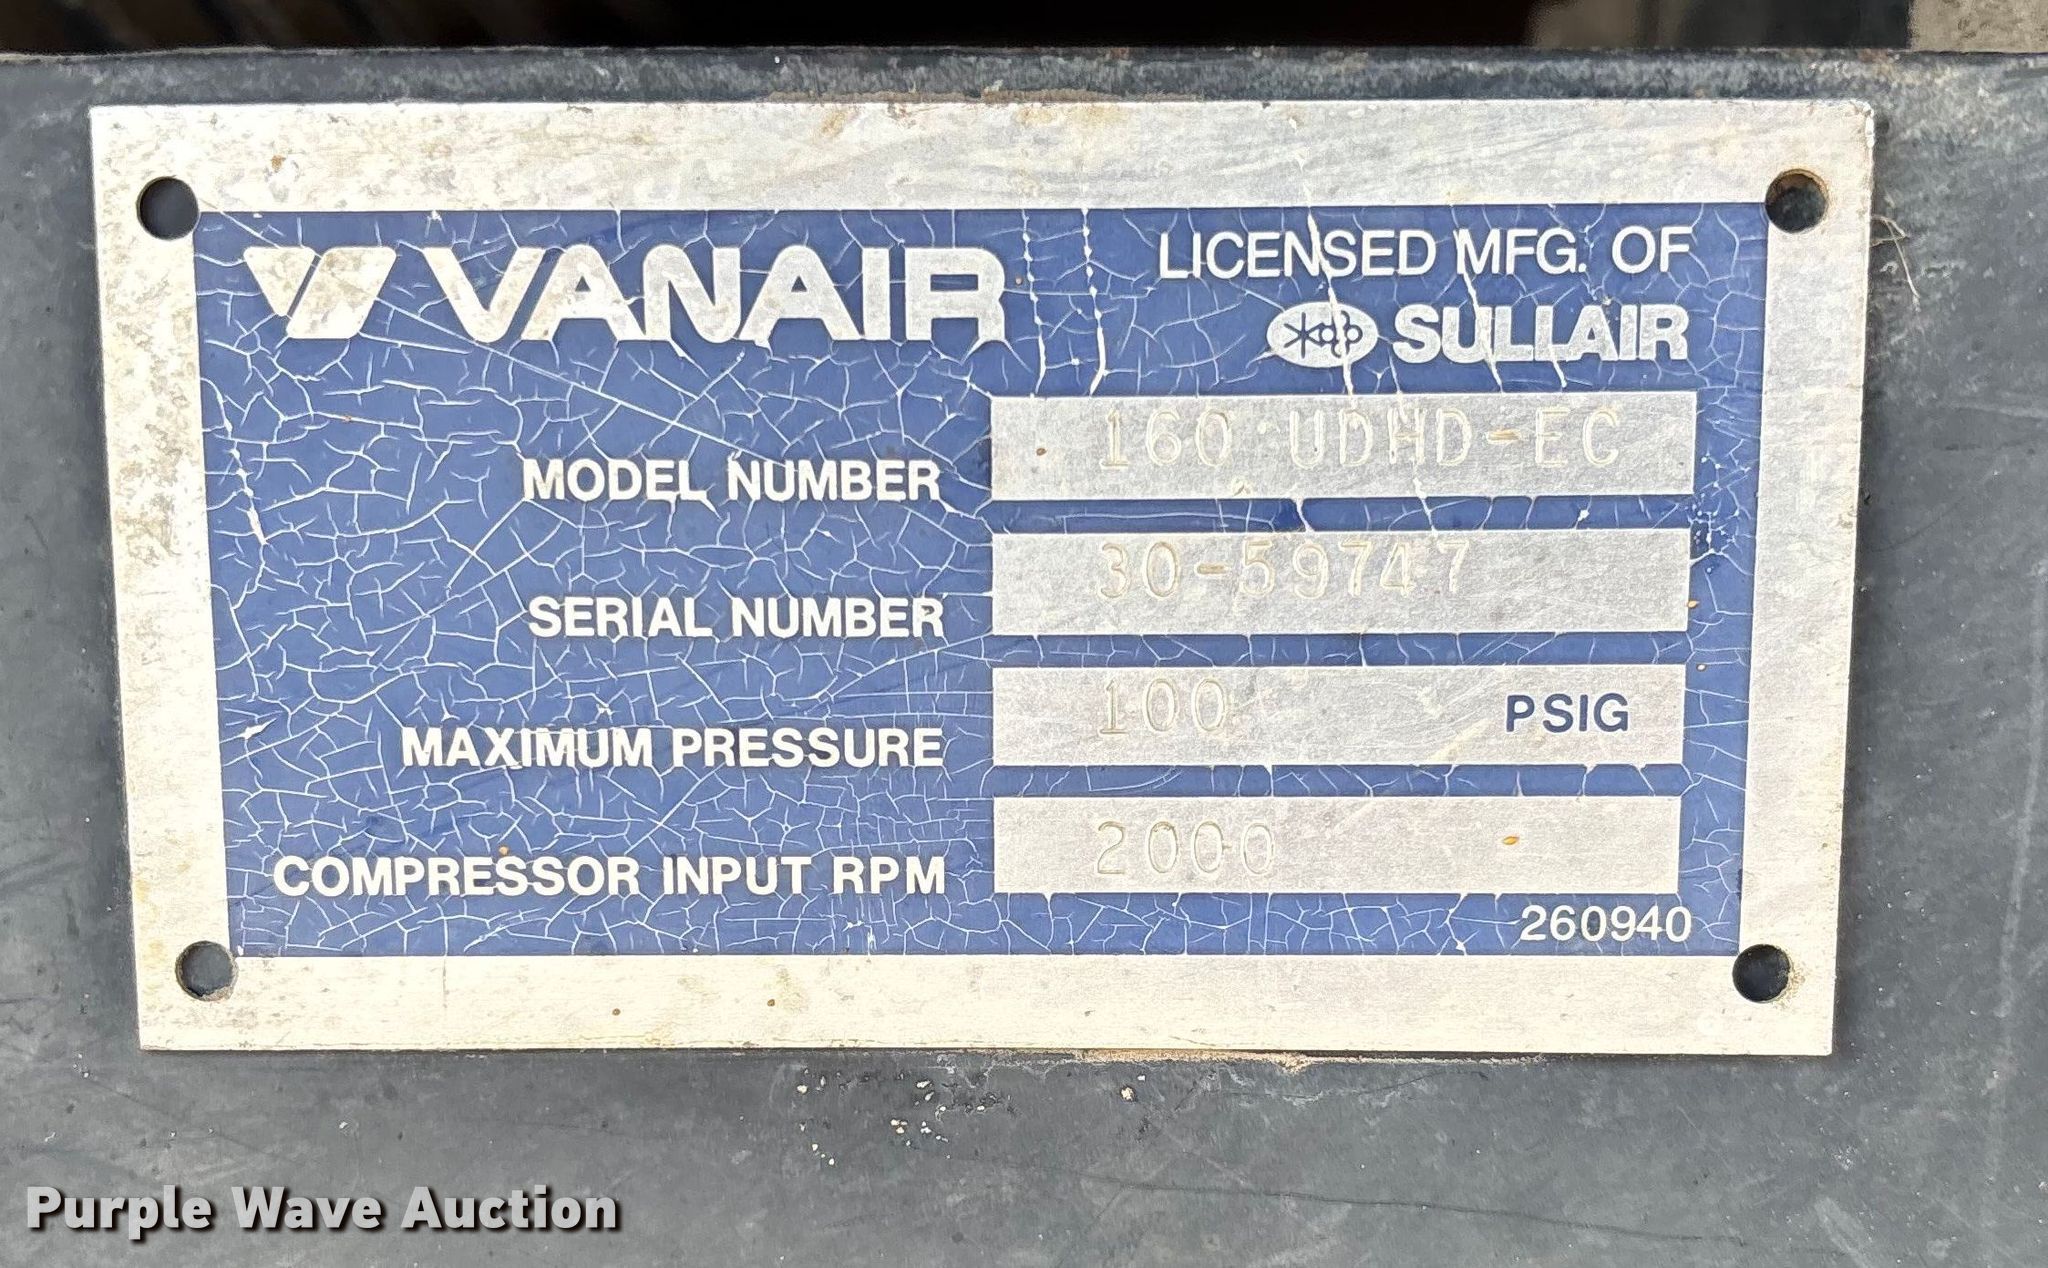 VANAIR
LICENSED MFG. OF
SULLAIR
MODEL NUMBER 160 UDHD-EC
SERIAL NUMBER 30-59747
MAXIMUM PRESSURE 100 PSIG
COMPRESSOR INPUT RPM 2000
260940
Purple Wave Auction